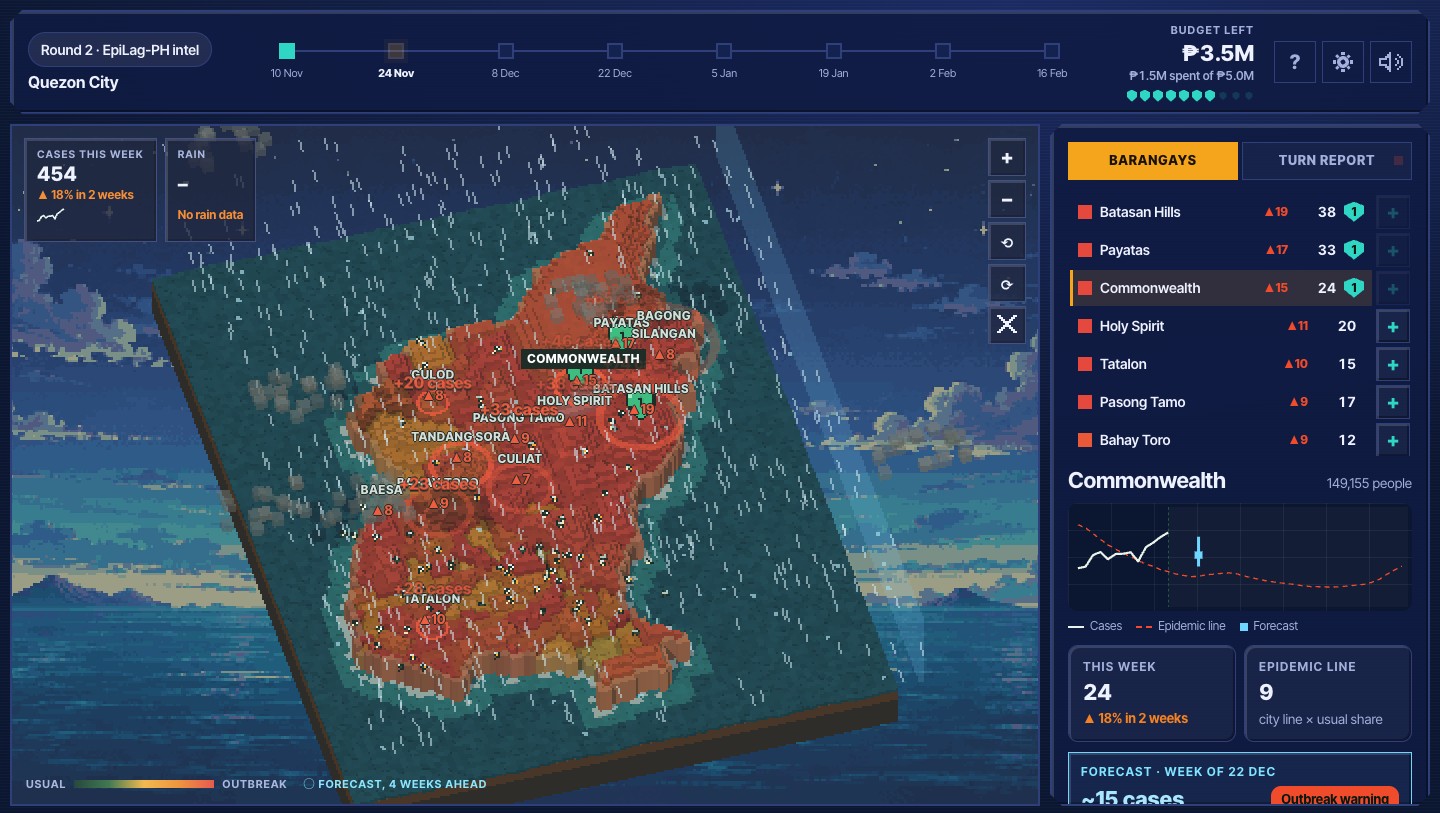 Round 2 · EpiLag-PH intel
Quezon City
10 Nov
24 Nov
8 Dec
22 Dec
5 Jan
19 Jan
2 Feb
16 Feb
BUDGET LEFT
₱3.5M
₱1.5M spent of ₱5.0M
?
CASES THIS WEEK
454
▲ 18% in 2 weeks
RAIN
–
No rain data
PAYATAS
▲17
BAGONG
SILANGAN
▲8
COMMONWEALTH
▲15
BATASAN HILLS
▲19
HOLY SPIRIT
▲11
GULOD
+20 cases
▲8
+33 cases
PASONG TAMO
▲9
TANDANG SORA
▲8
CULIAT
▲7
BAESA
▲8
▲9
+26 cases
TATALON
▲10
USUAL
OUTBREAK
FORECAST, 4 WEEKS AHEAD
BARANGAYS
TURN REPORT
Batasan Hills ▲19 38 1
Payatas ▲17 33 1
Commonwealth ▲15 24 1
Holy Spirit ▲11 20
Tatalon ▲10 15
Pasong Tamo ▲9 17
Bahay Toro ▲9 12
Commonwealth
149,155 people
Cases
Epidemic line
Forecast
THIS WEEK
24
▲ 18% in 2 weeks
EPIDEMIC LINE
9
city line × usual share
FORECAST · WEEK OF 22 DEC
~15 cases
Outbreak warning